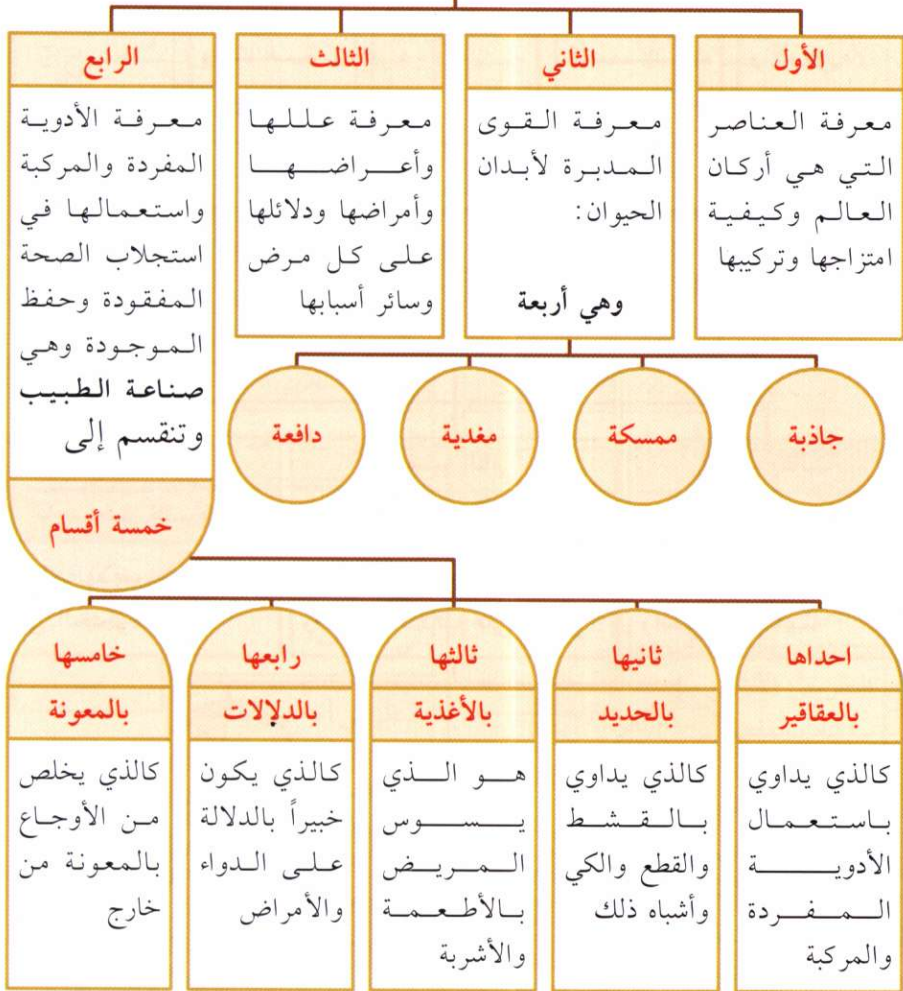 الأول
معرفة العناصر
التي هي أركان
العالم وكيفية
امتزاجها وتركيبها
الثاني
معرفة القوى
المدبرة لأبدان
الحيوان:
وهي أربعة
الثالث
معرفة عللها
وأعراضها
وأمراضها ودلائلها
على كل مرض
وسائر أسبابها
الرابع
معرفة الأدوية
المفردة والمركبة
واستعمالها في
استجلاب الصحة
المفقودة وحفظ
الموجودة وهي
صناعة الطبيب
وتنقسم إلى
خمسة أقسام
جاذبة
ممسكة
مغدية
دافعة
احداها
بالعقاقير
كالذي يداوي
باستعمال
الأدوية
المفردة
والمركبة
ثانيها
بالحديد
كالذي يداوي
بالقشط
والقطع والكي
وأشباه ذلك
ثالثها
بالأغذية
هو الذي
يسوس
المريض
بالأطعمة
والأشربة
رابعها
بالدلالات
كالذي يكون
خبيراً بالدلالة
على الدواء
والأمراض
خامسها
بالمعونة
كالذي يخلص
من الأوجاع
بالمعونة من
خارج